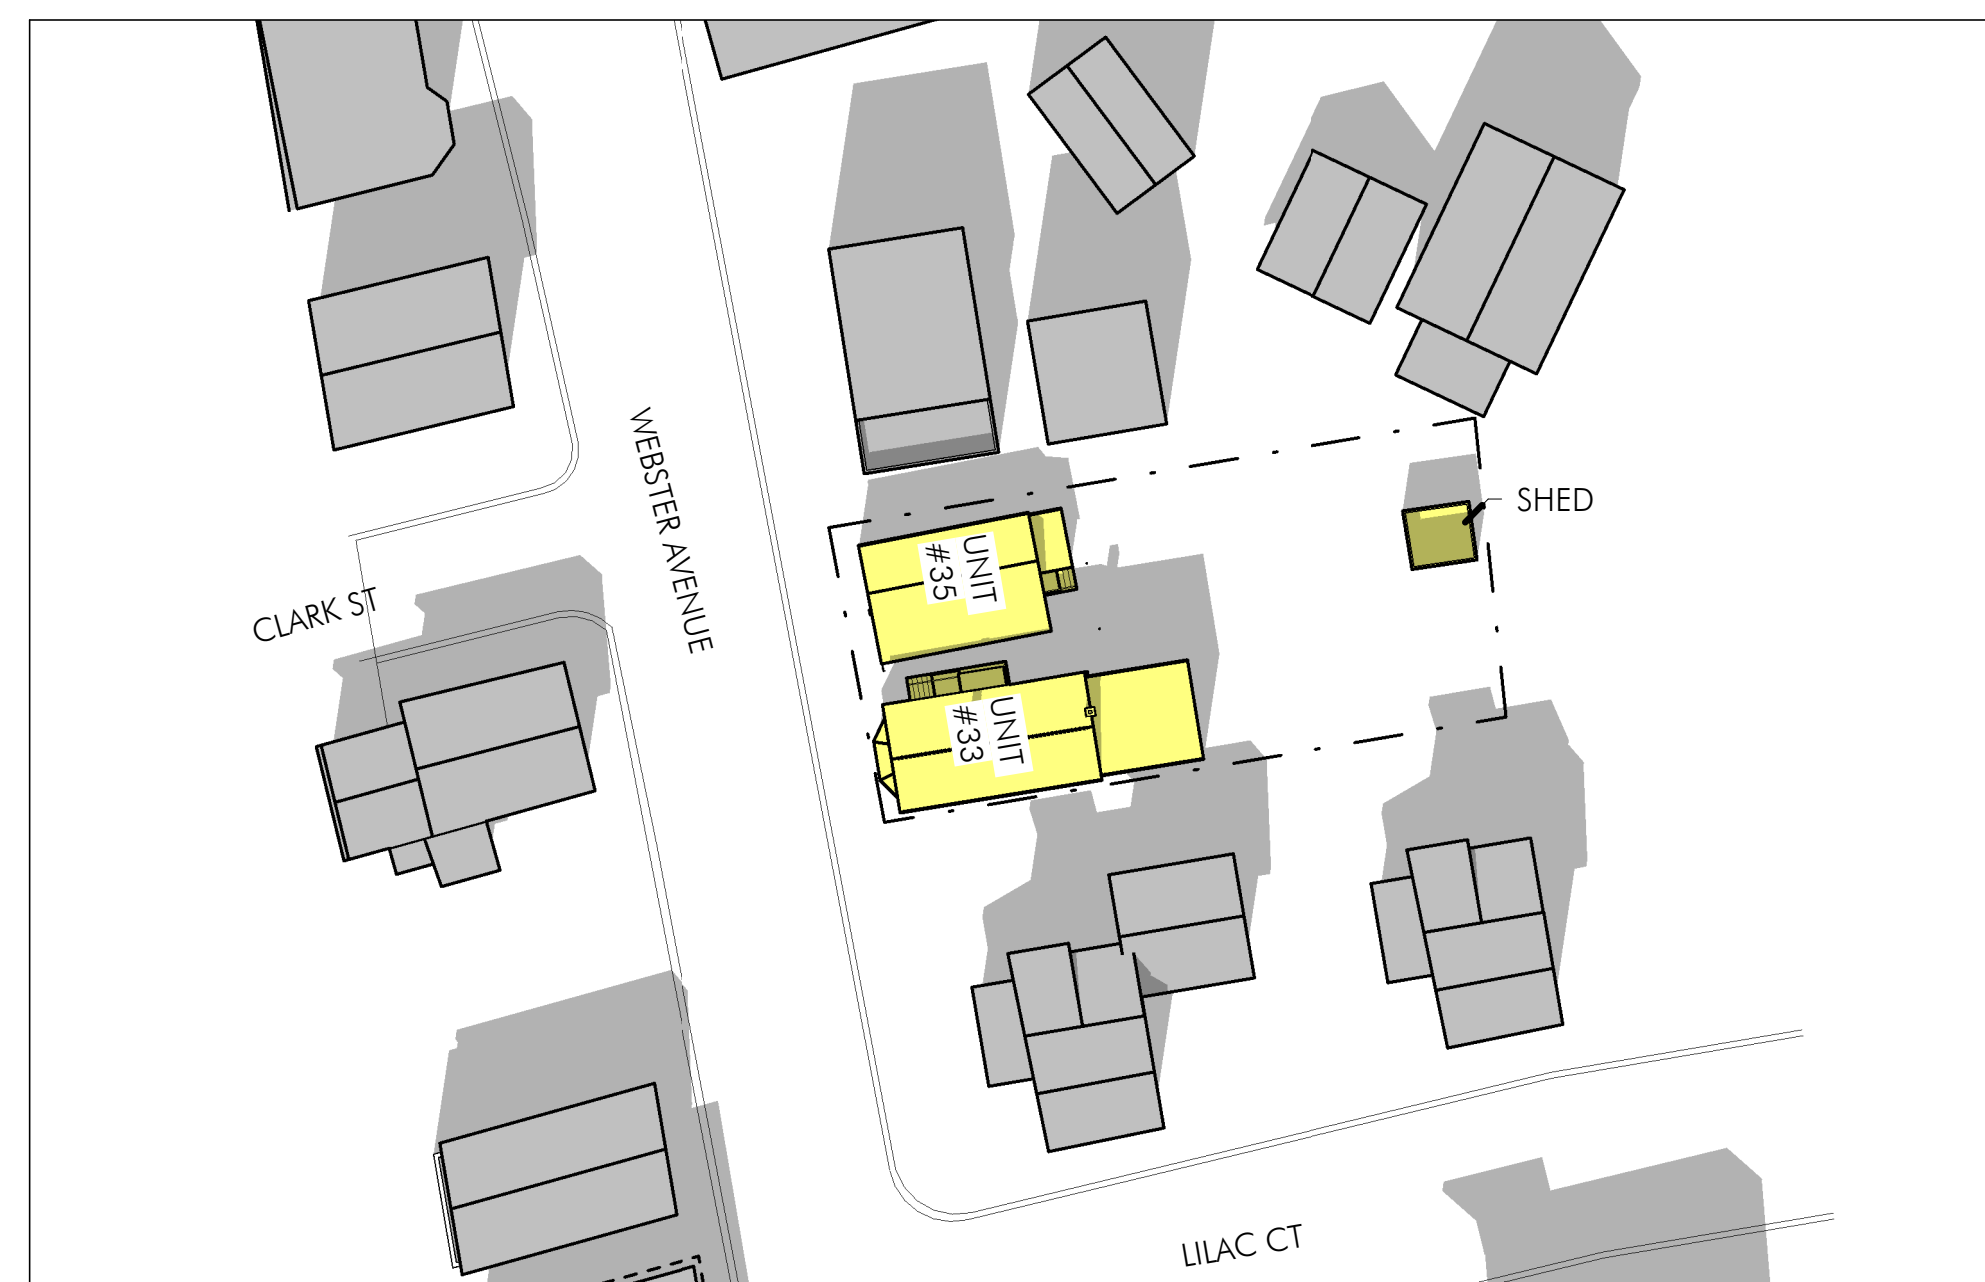 WEBSTER AVENUE
SHED
UNIT
#35
CLARK ST
UNIT
#33
LILAC CT